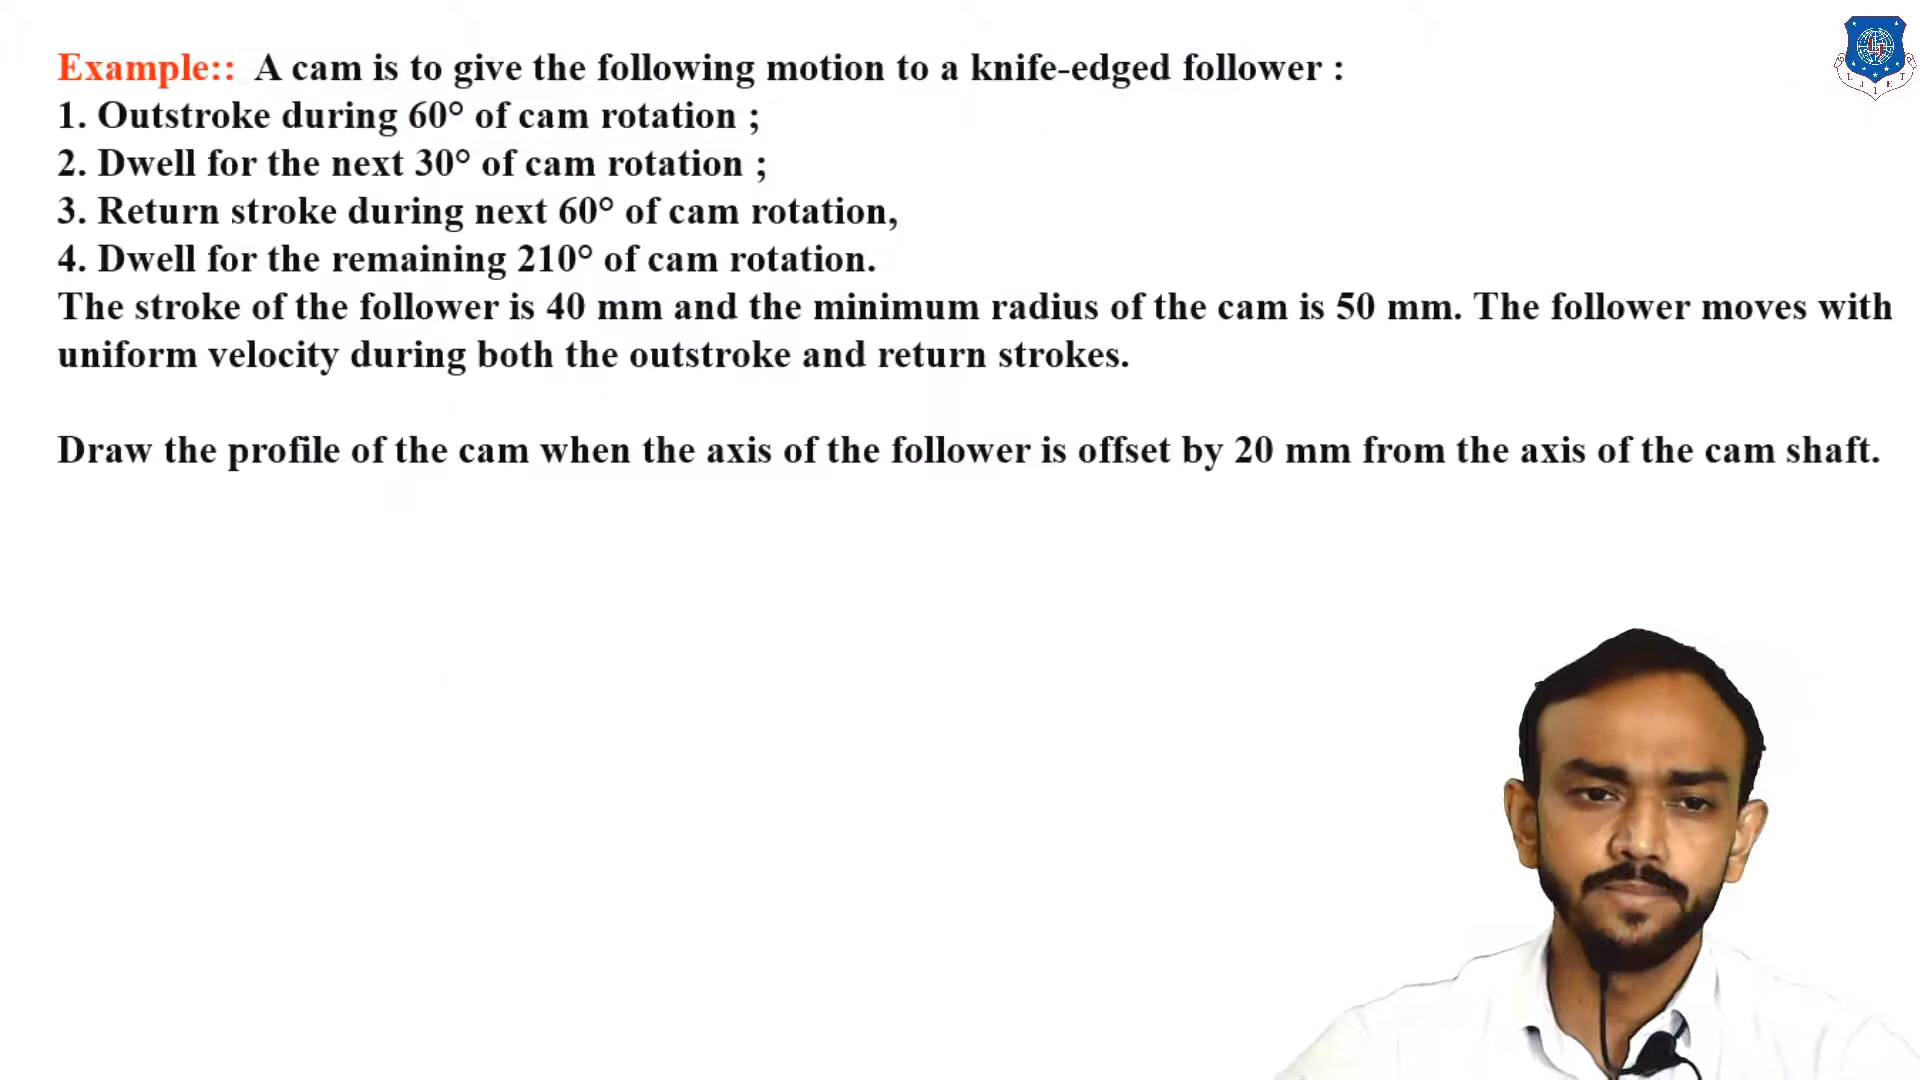 Example:: A cam is to give the following motion to a knife-edged follower :
1. Outstroke during 60° of cam rotation ;
2. Dwell for the next 30° of cam rotation ;
3. Return stroke during next 60° of cam rotation,
4. Dwell for the remaining 210° of cam rotation.
The stroke of the follower is 40 mm and the minimum radius of the cam is 50 mm. The follower moves with
uniform velocity during both the outstroke and return strokes.
Draw the profile of the cam when the axis of the follower is offset by 20 mm from the axis of the cam shaft.